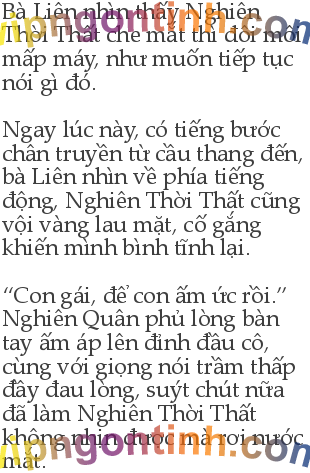 Bà Liên nhìn thấy Nghiên
Thời Thất che mắt thì đôi môi
mấp máy, như muốn tiếp tục
nói gì đó.
Ngay lúc này, có tiếng bước
chân truyền từ cầu thang đến,
bà Liên nhìn về phía tiếng
động, Nghiên Thời Thất cũng
vội vàng lau mặt, cố gắng
khiến mình bình tĩnh lại.
“Con gái, để con ấm ức rồi.”
Nghiên Quân phủ lòng bàn
tay ấm áp lên đỉnh đầu cô,
cùng với giọng nói trầm thấp
đầy đau lòng, suýt chút nữa
đã làm Nghiên Thời Thất
không nhịn được mà rơi nước
mắt.
vipngontinh.com
vipngontinh.com